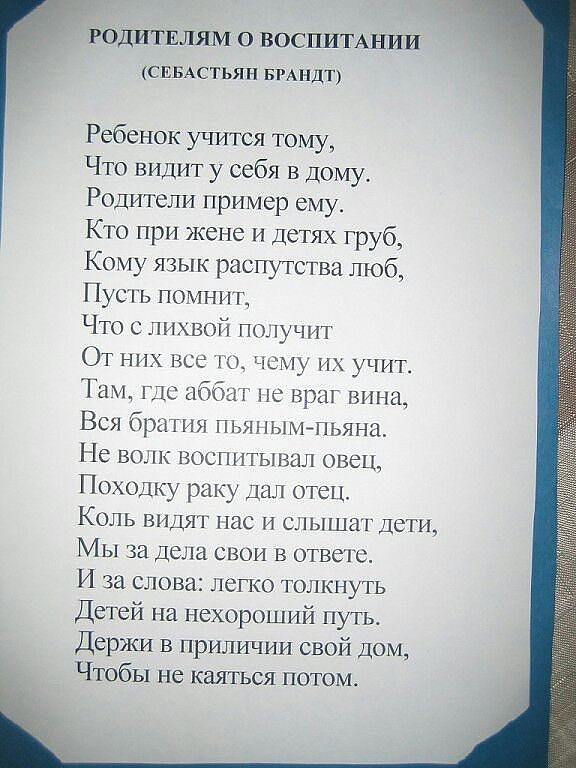 РОДИТЕЛЯМ О ВОСПИТАНИИ
(СЕБАСТЬЯН БРАНДТ)
Ребенок учится тому,
Что видит у себя в дому.
Родители пример ему.
Кто при жене и детях груб,
Кому язык распутства люб,
Пусть помнит,
Что с лихвой получит
От них все то, чему их учит.
Там, где аббат не враг вина,
Вся братия пьяным-пьяна.
Не волк воспитывал овец,
Походку раку дал отец.
Коль видят нас и слышат дети,
Мы за дела свои в ответе.
И за слова: легко толкнуть
Детей на нехороший путь.
Держи в приличии свой дом,
Чтобы не каяться потом.